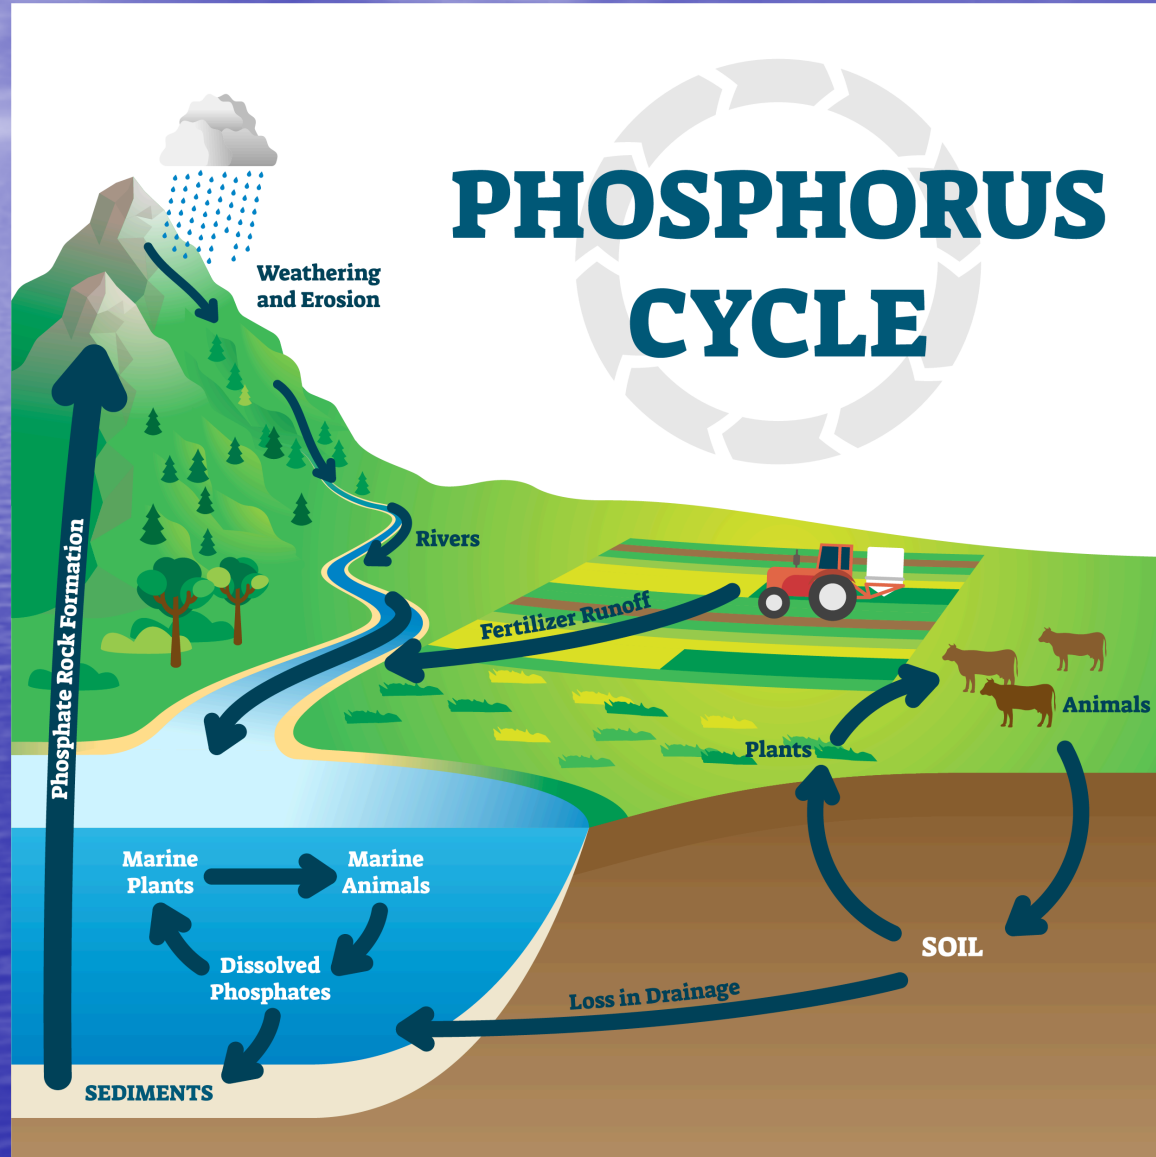 PHOSPHORUS
CYCLE
Weathering
and Erosion
Rivers
Fertilizer Runoff
Phosphate Rock Formation
Animals
Plants
Marine
Plants
Marine
Animals
Dissolved
Phosphates
SOIL
Loss in Drainage
SEDIMENTS